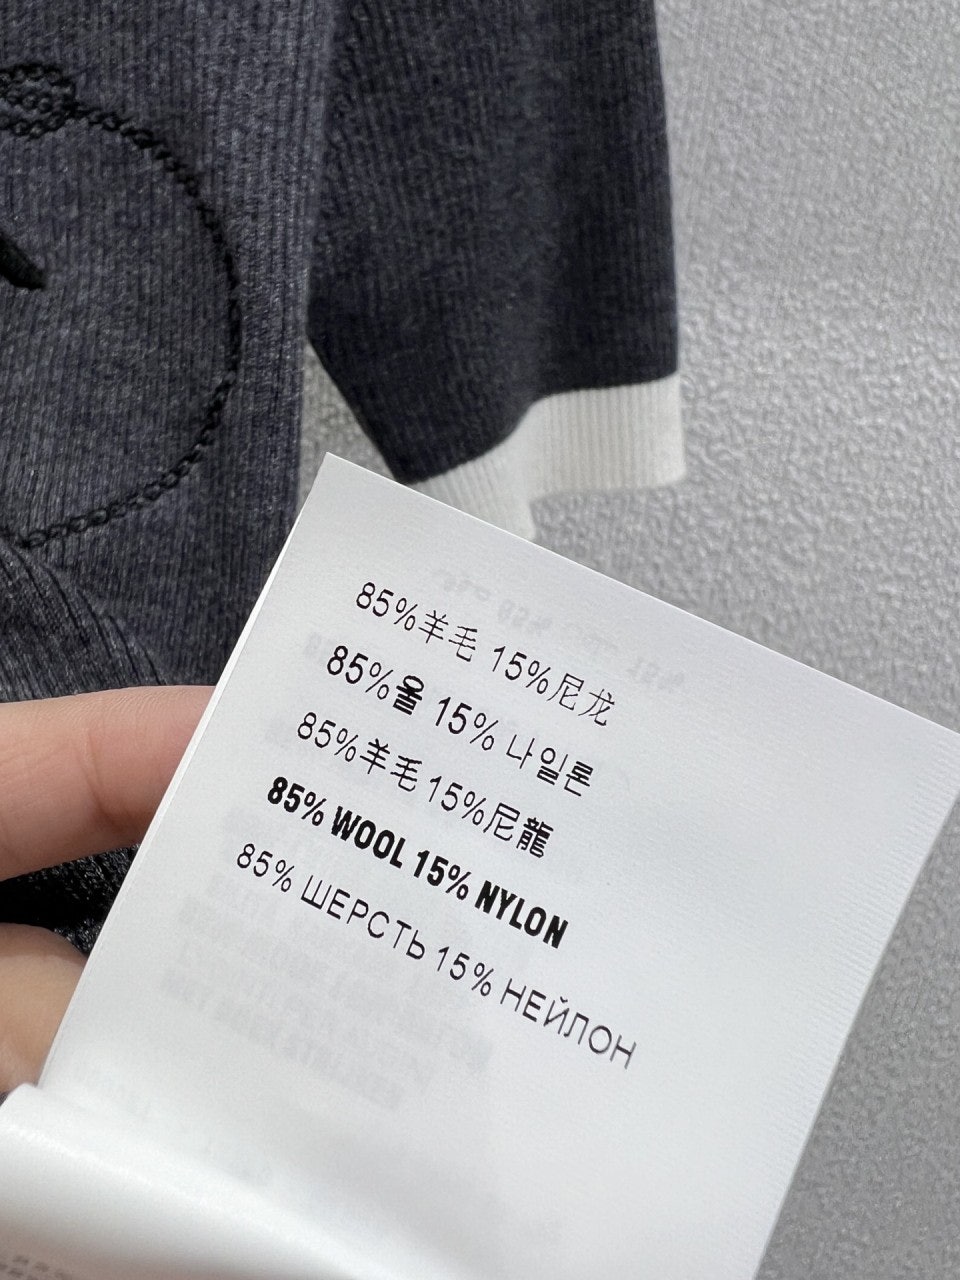 85%羊毛 15%尼龙
85%울 15% 나일론
85%羊毛 15%尼龍
85% WOOL 15% NYLON
85% ШЕРСТЬ 15% НЕЙЛОН